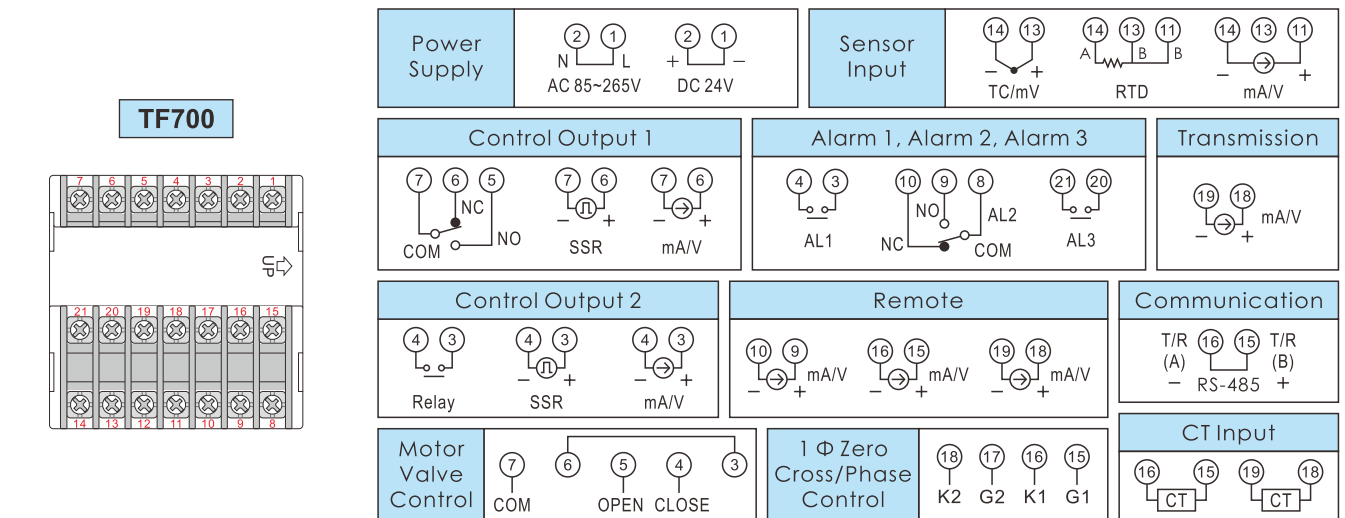 TF700
7 6 5 4 3 2 1
UP
21 20 19 18 17 16 15
14 13 12 11 10 9 8
Power
Supply
2 1
N L
AC 85~265V
2 1
+ −
DC 24V
Sensor
Input
14 13
− +
TC/mV
14 13 11
A B B
RTD
14 13 11
− +
mA/V
Control Output 1
7 6 5
NC
COM NO
7 6
− +
SSR
7 6
− +
mA/V
Alarm 1, Alarm 2, Alarm 3
4 3
AL1
10 9 8
NO AL2
NC COM
21 20
AL3
Transmission
19 18
mA/V
− +
Control Output 2
4 3
Relay
4 3
− +
SSR
4 3
− +
mA/V
Remote
10 9
mA/V
− +
16 15
mA/V
− +
19 18
mA/V
− +
Communication
T/R 16 15 T/R
(A) (B)
− RS-485 +
Motor
Valve
Control
7 6 5 4 3
COM OPEN CLOSE
1 Φ Zero
Cross/Phase
Control
18 17 16 15
K2 G2 K1 G1
CT Input
16 15 19 18
CT CT